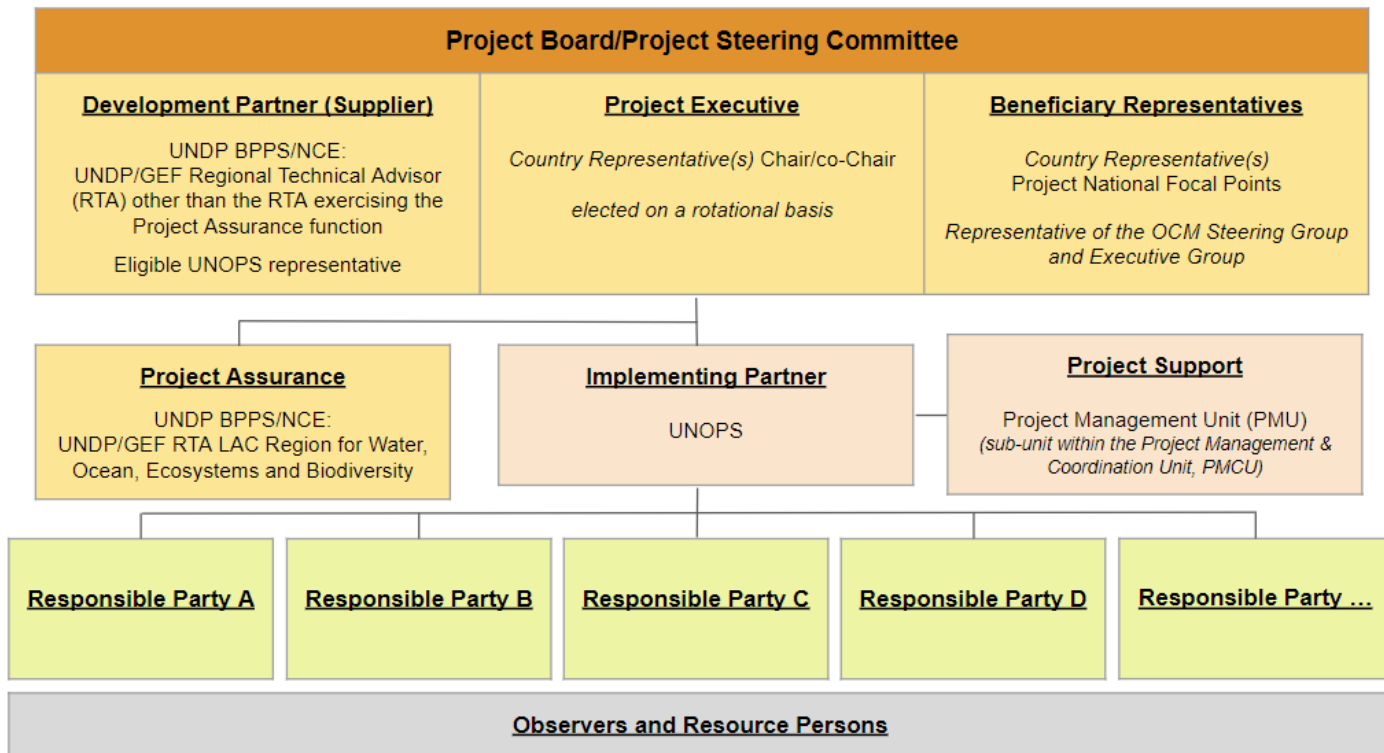 Project Board/Project Steering Committee
Development Partner (Supplier)
UNDP BPPS/NCE:
UNDP/GEF Regional Technical Advisor
(RTA) other than the RTA exercising the
Project Assurance function
Eligible UNOPS representative
Project Executive
Country Representative(s) Chair/co-Chair
elected on a rotational basis
Beneficiary Representatives
Country Representative(s)
Project National Focal Points
Representative of the OCM Steering Group
and Executive Group
Project Assurance
UNDP BPPS/NCE:
UNDP/GEF RTA LAC Region for Water,
Ocean, Ecosystems and Biodiversity
Implementing Partner
UNOPS
Project Support
Project Management Unit (PMU)
(sub-unit within the Project Management &
Coordination Unit, PMCU)
Responsible Party A
Responsible Party B
Responsible Party C
Responsible Party D
Responsible Party …
Observers and Resource Persons